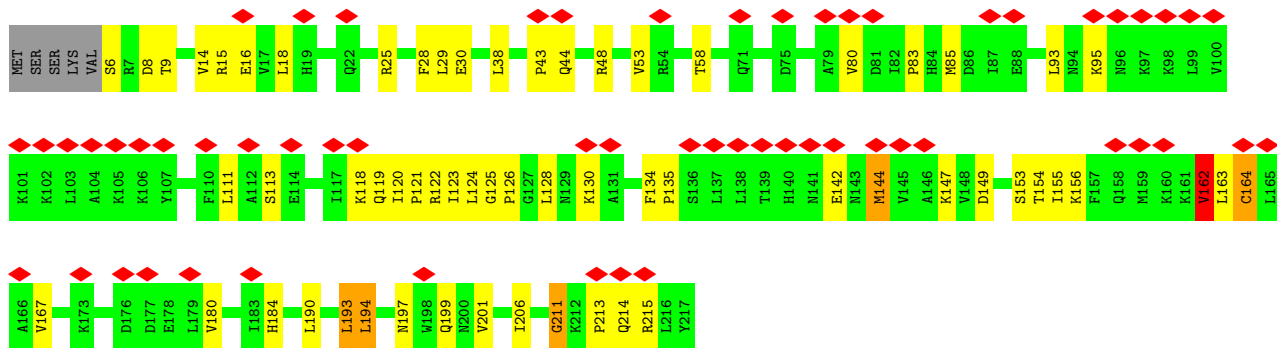 MET SER SER LYS VAL S6 R7 D8 T9 V14 R15 E16 V17 L18 H19 Q22 R25 F28 L29 E30 L38 P43 Q44 R48 V53 R54 T58 Q71 D75 A79 V80 D81 I82 P83 H84 M85 D86 I87 E88 L93 N94 K95 N96 K97 K98 L99 V100
K101 K102 L103 A104 K105 K106 Y107 F110 L111 A112 S113 E114 I117 K118 Q119 I120 P121 R122 I123 L124 G125 P126 G127 L128 N129 K130 A131 F134 P135 S136 L137 L138 T139 H140 N141 E142 N143 M144 V145 A146 K147 V148 D149 S153 T154 I155 K156 F157 Q158 M159 K160 K161 V162 L163 C164 L165
A166 V167 K173 D176 D177 E178 L179 V180 I183 H184 L190 L193 L194 N197 W198 Q199 N200 V201 I206 G211 K212 P213 Q214 R215 L216 Y217